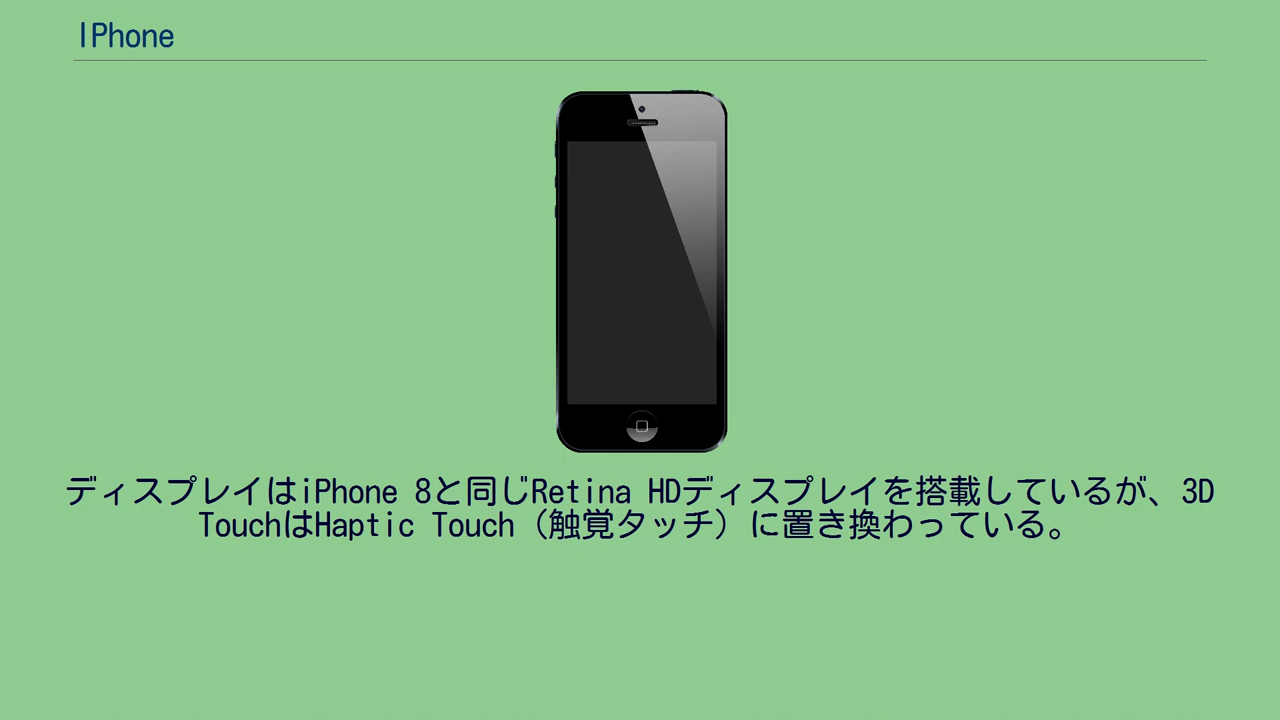 IPhone
ディスプレイはiPhone 8と同じRetina HDディスプレイを搭載しているが、3D
TouchはHaptic Touch（触覚タッチ）に置き換わっている。